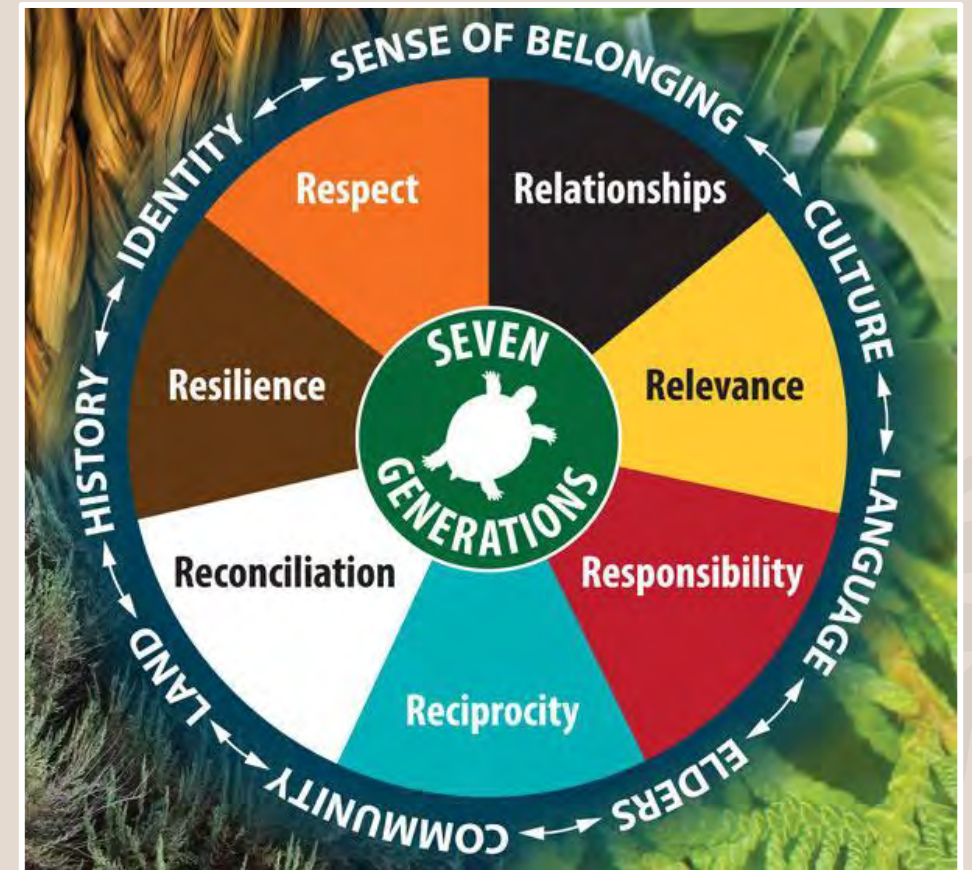 SENSE OF BELONGING
CULTURE
LANGUAGE
ELDERS
COMMUNITY
LAND
HISTORY
IDENTITY
Respect
Relationships
Relevance
Responsibility
Reciprocity
Reconciliation
Resilience
SEVEN
GENERATIONS